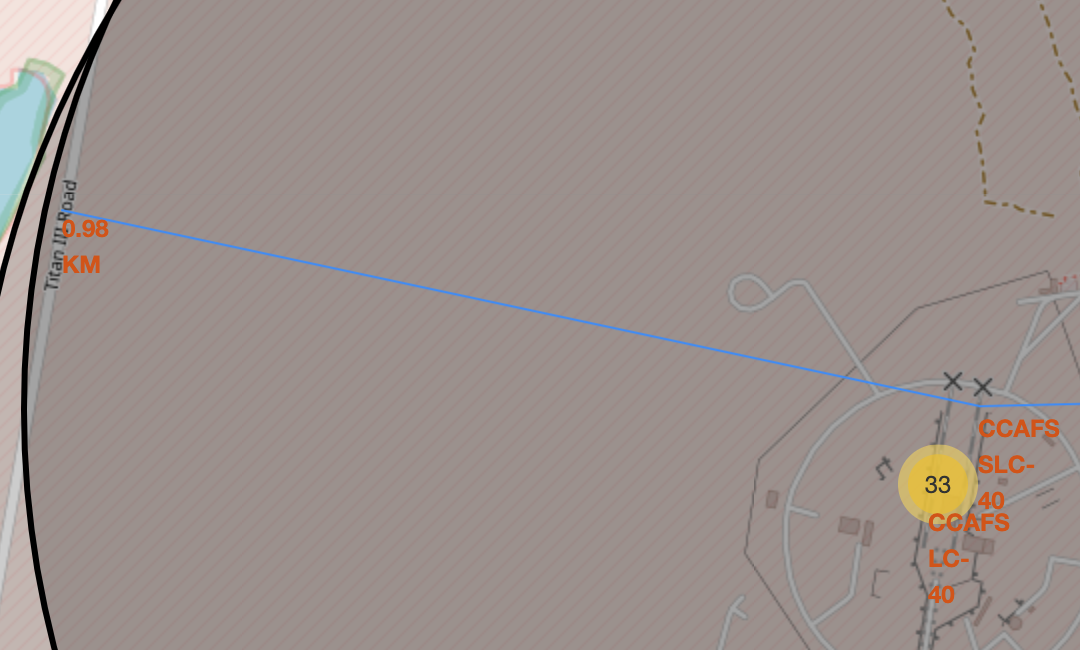 Titan III Road
0.98
KM
CCAFS
SLC-
40
33
CCAFS
LC-
40